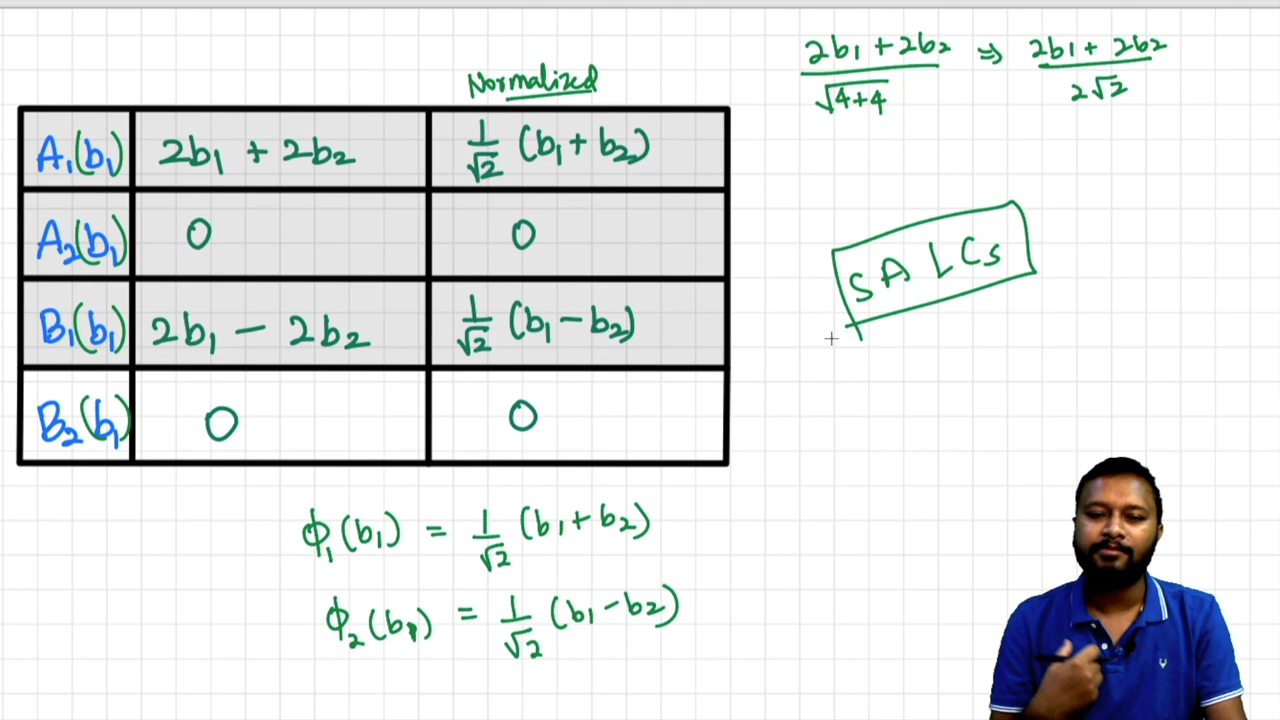 2b₁ + 2b₂ / √4+4 ⇒ 2b₁ + 2b₂ / 2√2
Normalized
A₁(b₁) 2b₁ + 2b₂ 1/√2 (b₁ + b₂)
A₂(b₁) 0 0
SALCs
B₁(b₁) 2b₁ − 2b₂ 1/√2 (b₁ − b₂)
B₂(b₁) 0 0
ϕ₁(b₁) = 1/√2 (b₁ + b₂)
ϕ₂(b₁) = 1/√2 (b₁ − b₂)